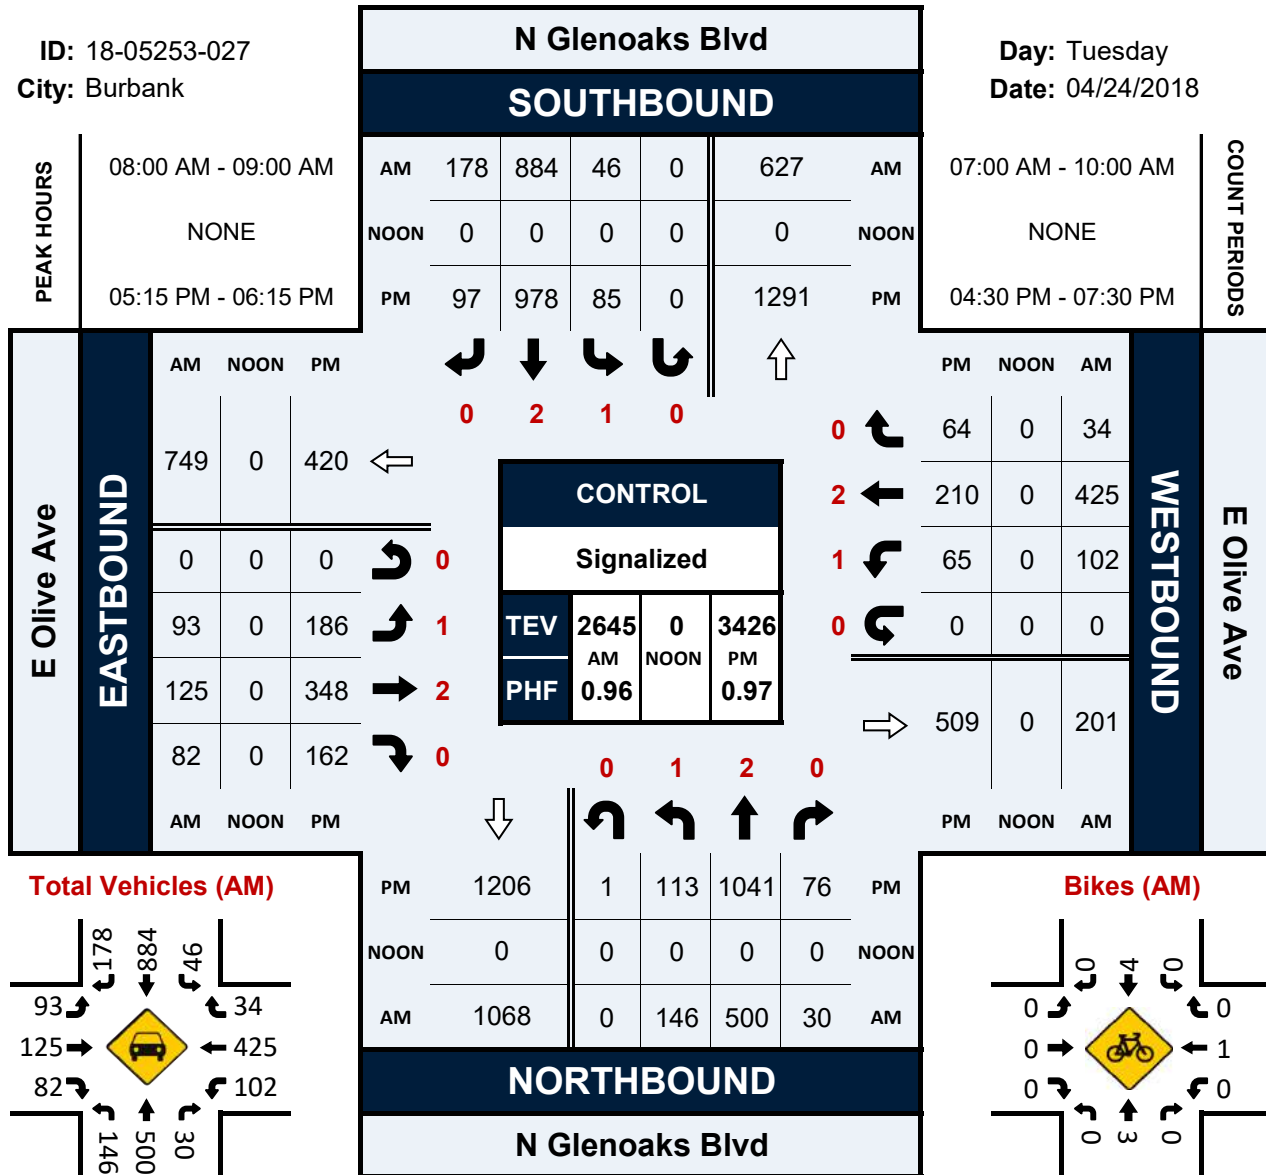 N Glenoaks Blvd
ID: 18-05253-027
Day: Tuesday
City: Burbank
Date: 04/24/2018
SOUTHBOUND
PEAK HOURS
08:00 AM - 09:00 AM
AM 178 884 46 0 627 AM
07:00 AM - 10:00 AM
COUNT PERIODS
NONE
NOON 0 0 0 0 0 NOON
NONE
05:15 PM - 06:15 PM
PM 97 978 85 0 1291 PM
04:30 PM - 07:30 PM
0 2 1 0
E Olive Ave
EASTBOUND
AM NOON PM
749 0 420
0 0 0 0
93 0 186 1
125 0 348 2
82 0 162 0
AM NOON PM
CONTROL
Signalized
TEV 2645 0 3426
AM NOON PM
PHF 0.96 0.97
PM NOON AM
0 64 0 34
2 210 0 425
1 65 0 102
0 0 0 0
509 0 201
PM NOON AM
WESTBOUND
E Olive Ave
0 1 2 0
PM 1206 1 113 1041 76 PM
NOON 0 0 0 0 0 NOON
AM 1068 0 146 500 30 AM
NORTHBOUND
N Glenoaks Blvd
Total Vehicles (AM)
178 884 46
93 34
125 425
82 102
146 500 30
Bikes (AM)
0 4 0
0 0
0 1
0 0
0 3 0